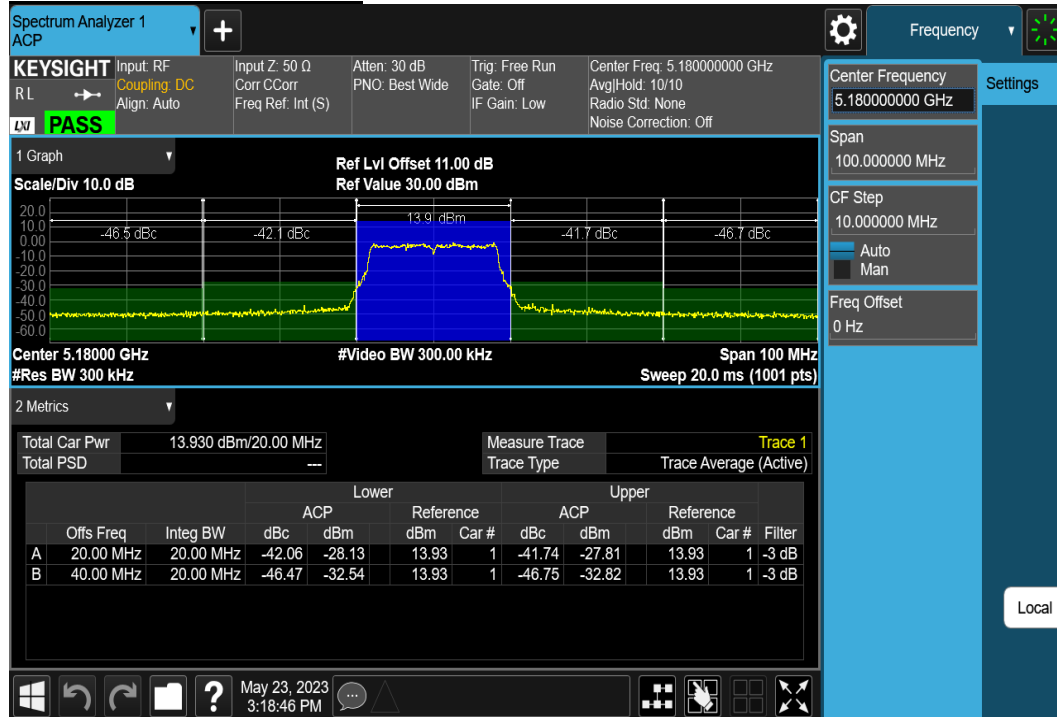 Spectrum Analyzer 1
ACP
+
Frequency
KEYSIGHT Input: RF Input Z: 50 Ω Atten: 30 dB Trig: Free Run Center Freq: 5.180000000 GHz
RL Coupling: DC Corr CCorr PNO: Best Wide Gate: Off Avg|Hold: 10/10
Align: Auto Freq Ref: Int (S) IF Gain: Low Radio Std: None
LXI PASS Noise Correction: Off
Center Frequency
5.180000000 GHz
Settings
Span
100.000000 MHz
CF Step
10.000000 MHz
Auto
Man
Freq Offset
0 Hz
1 Graph
Ref Lvl Offset 11.00 dB
Scale/Div 10.0 dB Ref Value 30.00 dBm
20.0
10.0
0.00
-10.0
-20.0
-30.0
-40.0
-50.0
-60.0
13.9 dBm
-46.5 dBc -42.1 dBc -41.7 dBc -46.7 dBc
Center 5.18000 GHz #Video BW 300.00 kHz Span 100 MHz
#Res BW 300 kHz Sweep 20.0 ms (1001 pts)
2 Metrics
Total Car Pwr 13.930 dBm/20.00 MHz Measure Trace Trace 1
Total PSD --- Trace Type Trace Average (Active)
Lower Upper
ACP Reference ACP Reference
Offs Freq Integ BW dBc dBm dBm Car # dBc dBm dBm Car # Filter
A 20.00 MHz 20.00 MHz -42.06 -28.13 13.93 1 -41.74 -27.81 13.93 1 -3 dB
B 40.00 MHz 20.00 MHz -46.47 -32.54 13.93 1 -46.75 -32.82 13.93 1 -3 dB
Local
? May 23, 2023
3:18:46 PM